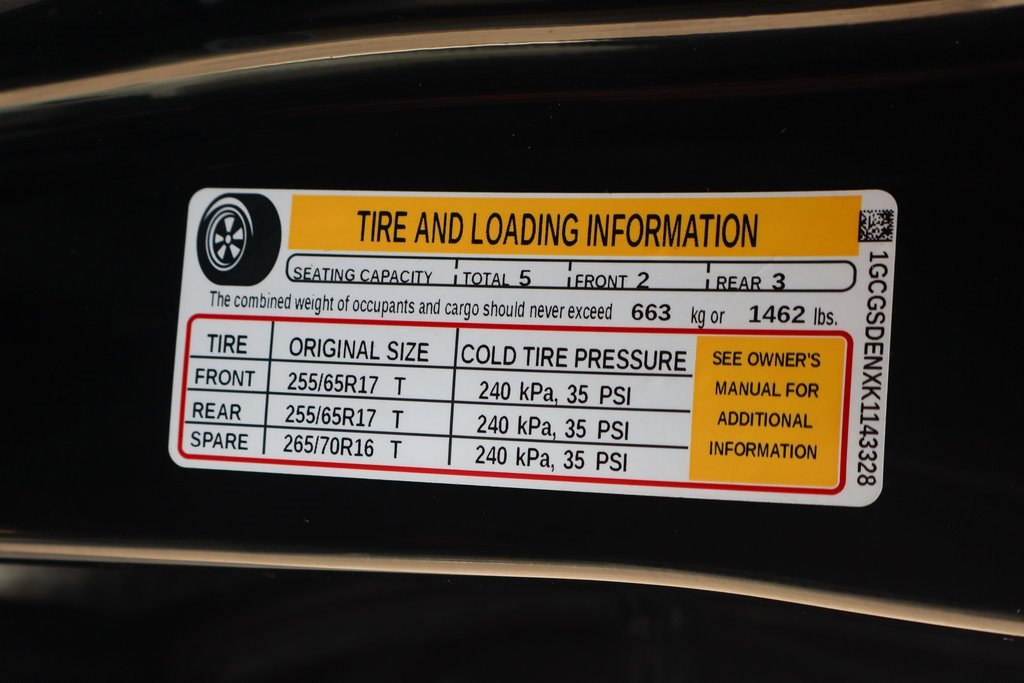 TIRE AND LOADING INFORMATION
SEATING CAPACITY TOTAL 5 FRONT 2 REAR 3
The combined weight of occupants and cargo should never exceed 663 kg or 1462 lbs.
TIRE ORIGINAL SIZE COLD TIRE PRESSURE
FRONT 255/65R17 T 240 kPa, 35 PSI
REAR 255/65R17 T 240 kPa, 35 PSI
SPARE 265/70R16 T 240 kPa, 35 PSI
SEE OWNER'S
MANUAL FOR
ADDITIONAL
INFORMATION
1GCGSDENXK1143328